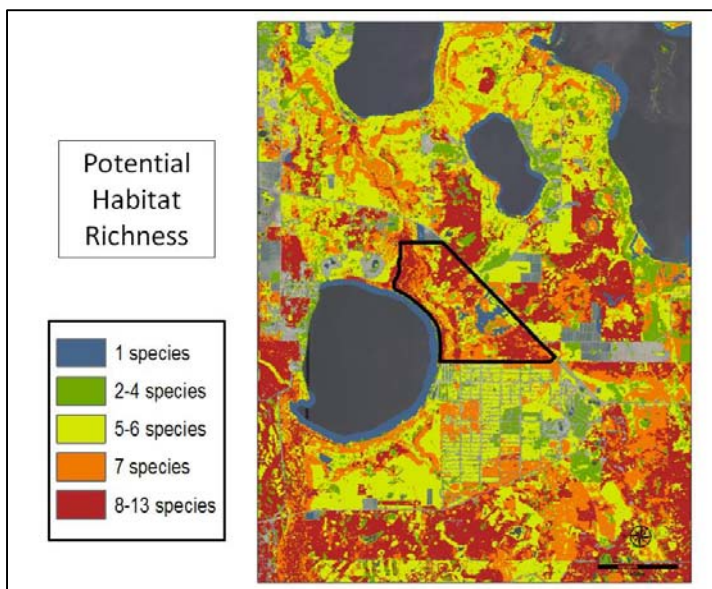 Potential
Habitat
Richness
1 species
2-4 species
5-6 species
7 species
8-13 species